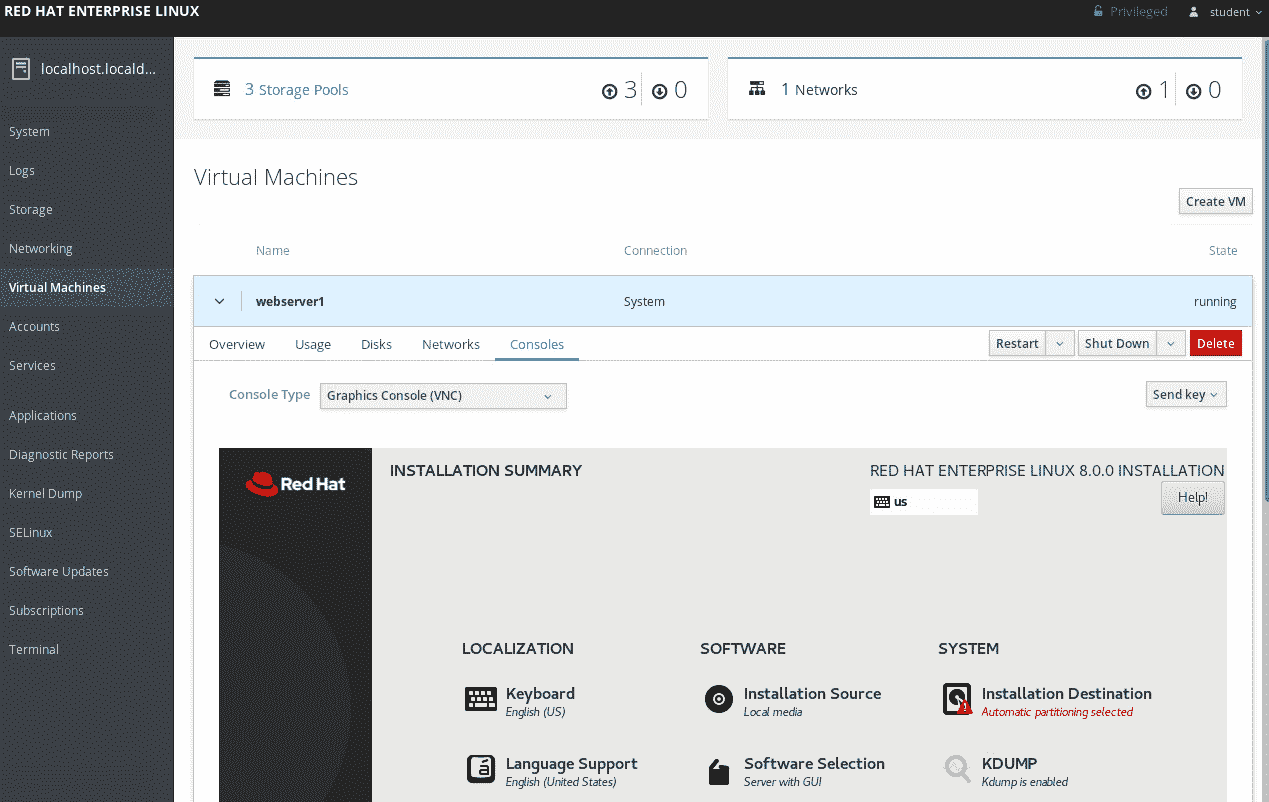 RED HAT ENTERPRISE LINUX
Privileged
student
localhost.locald...
System
Logs
Storage
Networking
Virtual Machines
Accounts
Services
Applications
Diagnostic Reports
Kernel Dump
SELinux
Software Updates
Subscriptions
Terminal
3 Storage Pools
3
0
1 Networks
1
0
Virtual Machines
Create VM
Name Connection State
webserver1 System running
Overview Usage Disks Networks Consoles Restart Shut Down Delete
Console Type Graphics Console (VNC) Send key
Red Hat
INSTALLATION SUMMARY
RED HAT ENTERPRISE LINUX 8.0.0 INSTALLATION
us
Help!
LOCALIZATION
Keyboard
English (US)
Language Support
English (United States)
SOFTWARE
Installation Source
Local media
Software Selection
Server with GUI
SYSTEM
Installation Destination
Automatic partitioning selected
KDUMP
Kdump is enabled